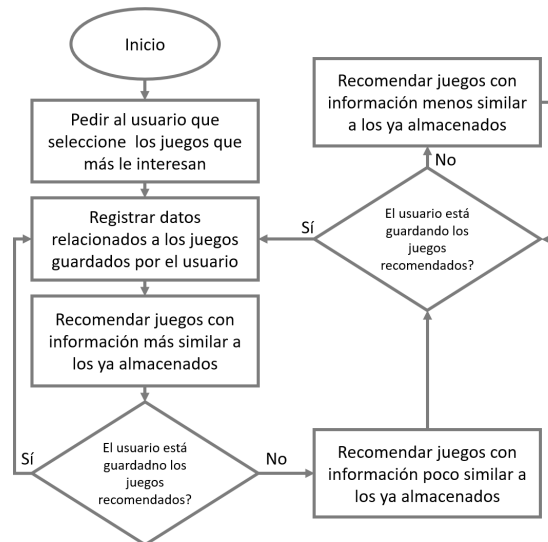 Inicio
Pedir al usuario que
seleccione los juegos que
más le interesan
Registrar datos
relacionados a los juegos
guardados por el usuario
Recomendar juegos con
información más similar a
los ya almacenados
El usuario está
guardadno los
juegos
recomendados?
Sí
No
Recomendar juegos con
información poco similar a
los ya almacenados
El usuario está
guardando los
juegos
recomendados?
Sí
No
Recomendar juegos con
información menos similar
a los ya almacenados